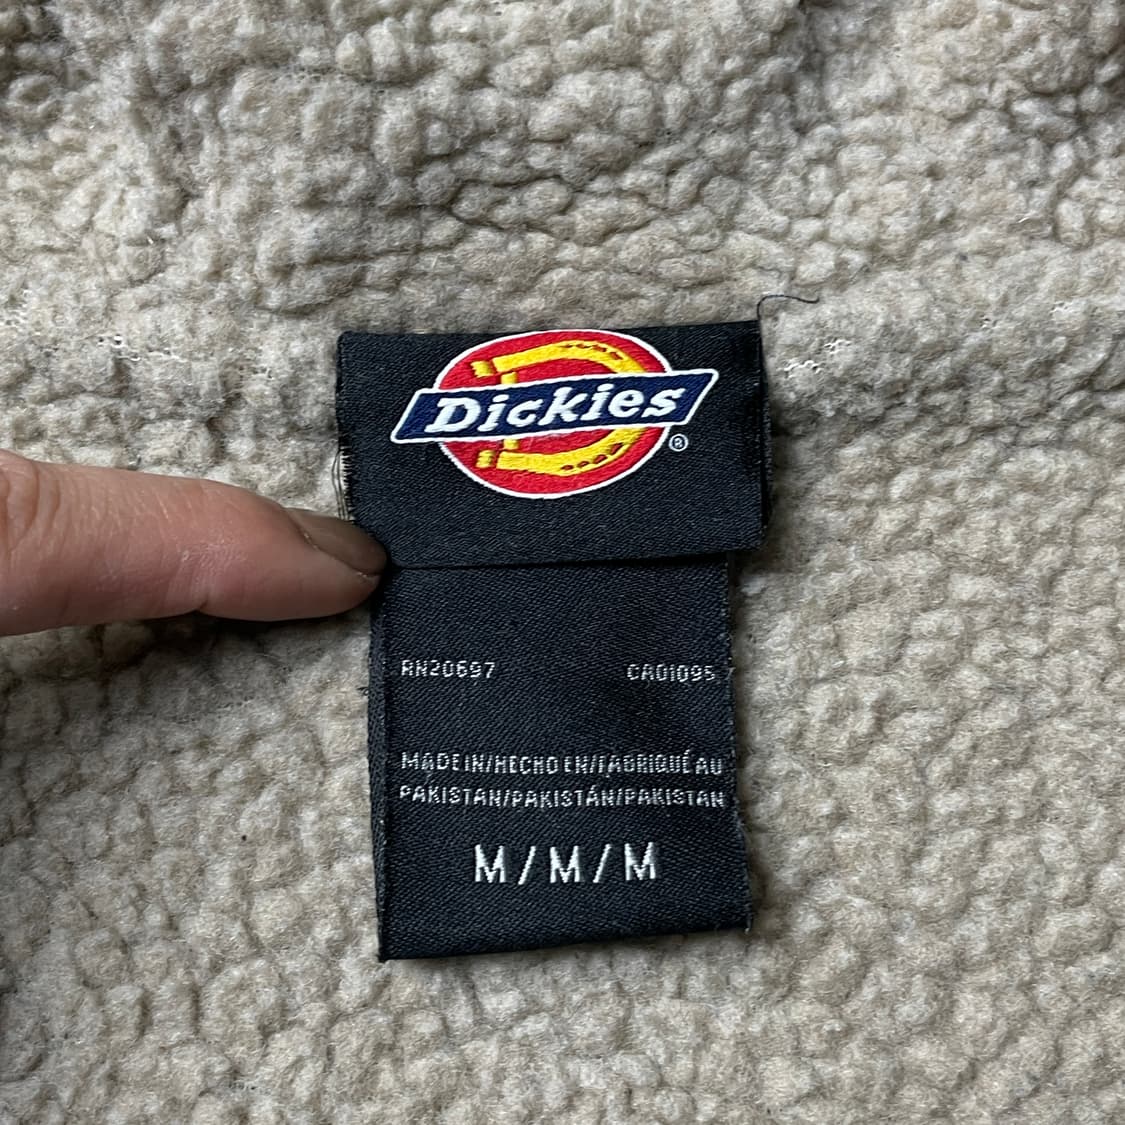 Dickies
®
RN20697 CA01095
MADE IN/HECHO EN/FABRIQUÉ AU
PAKISTAN/PAKISTÁN/PAKISTAN
M/M/M